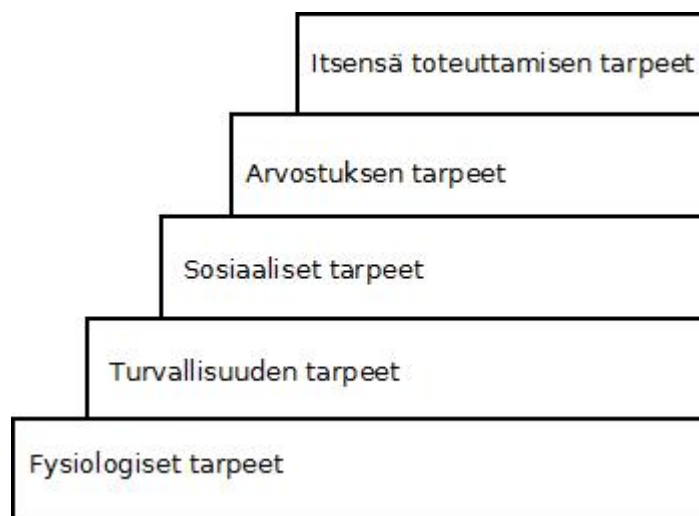 Itsensä toteuttamisen tarpeet
Arvostuksen tarpeet
Sosiaaliset tarpeet
Turvallisuuden tarpeet
Fysiologiset tarpeet